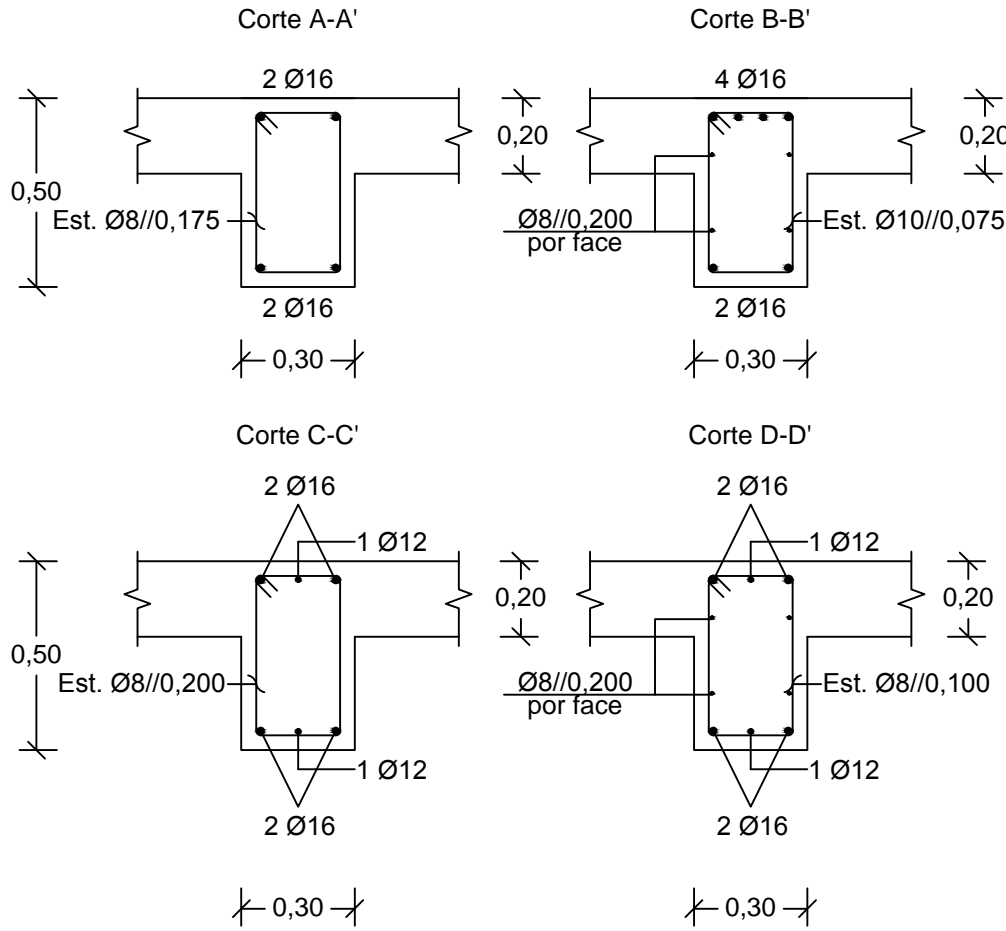 Corte A-A'
2 Ø16
0,50
0,20
Est. Ø8//0,175
2 Ø16
0,30
Corte B-B'
4 Ø16
0,20
Ø8//0,200
por face
Est. Ø10//0,075
2 Ø16
0,30
Corte C-C'
2 Ø16
1 Ø12
0,50
0,20
Est. Ø8//0,200
1 Ø12
2 Ø16
0,30
Corte D-D'
2 Ø16
1 Ø12
0,20
Ø8//0,200
por face
Est. Ø8//0,100
1 Ø12
2 Ø16
0,30